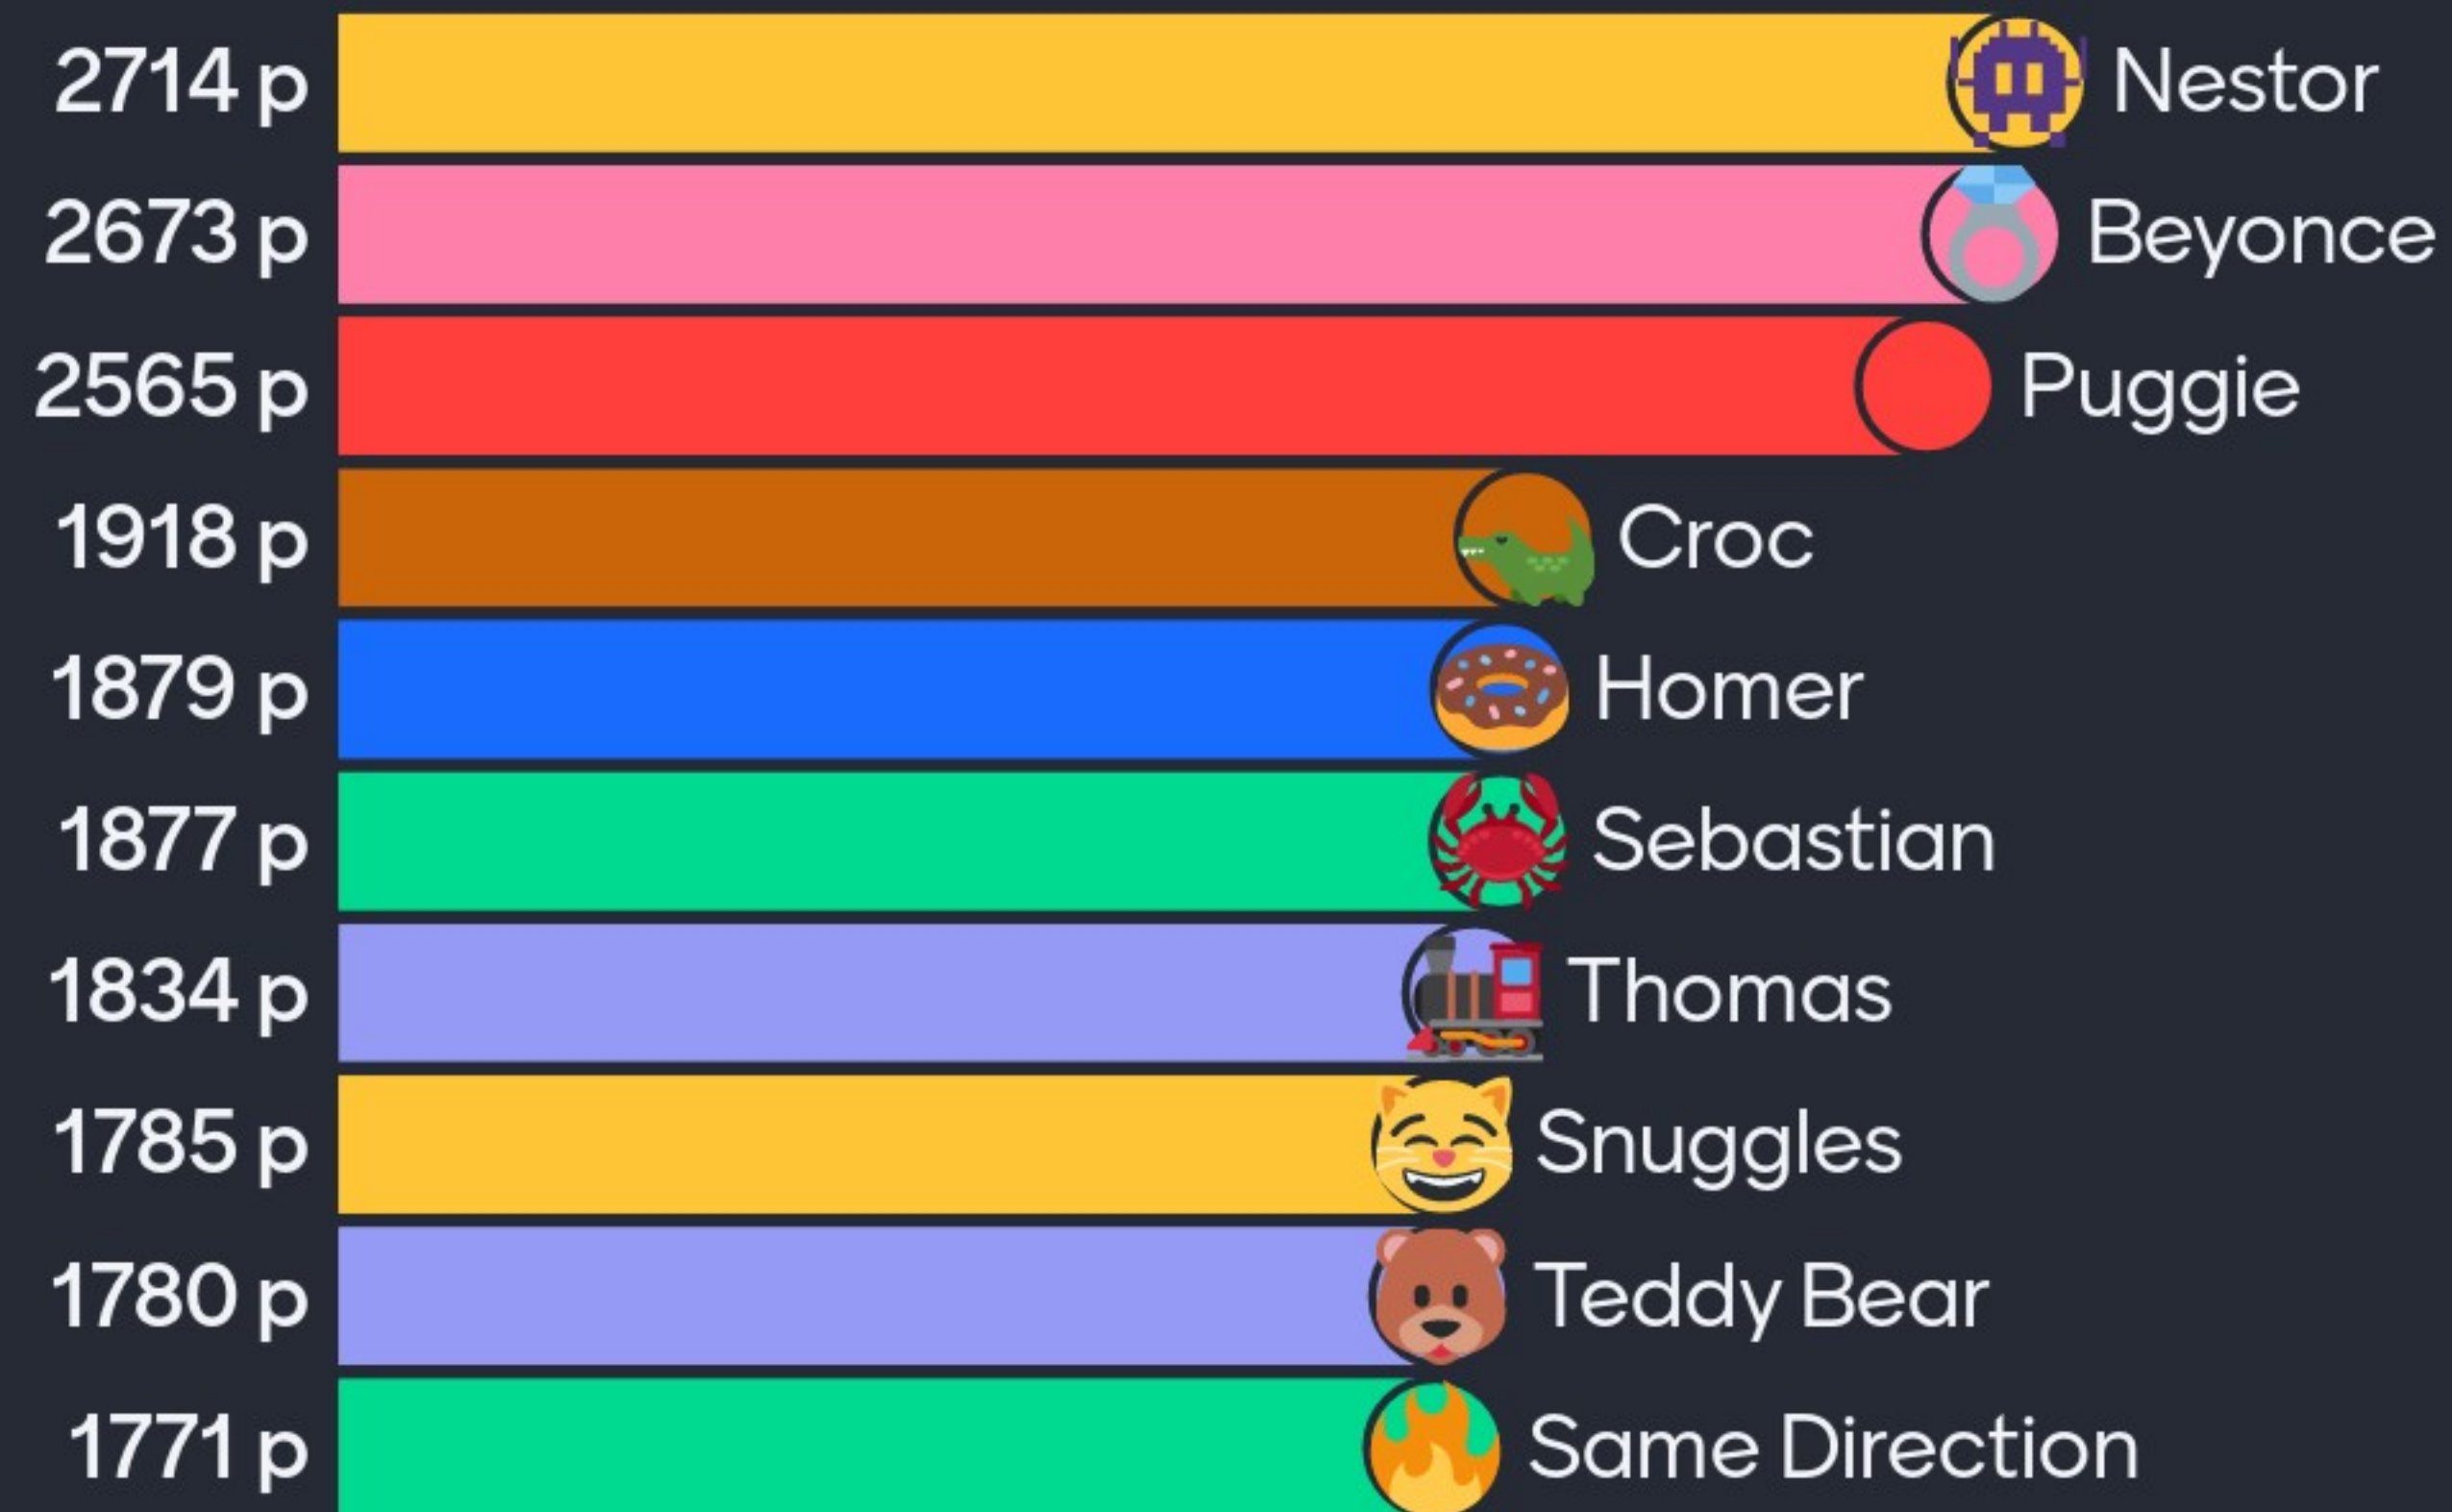 2714 p Nestor
2673 p Beyonce
2565 p Puggie
1918 p Croc
1879 p Homer
1877 p Sebastian
1834 p Thomas
1785 p Snuggles
1780 p Teddy Bear
1771 p Same Direction